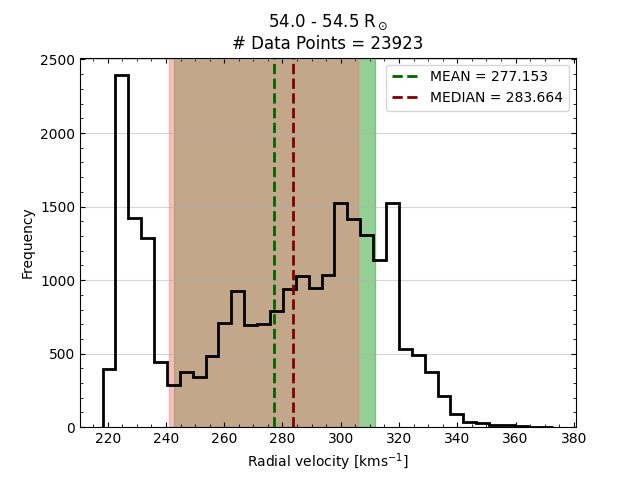 54.0 - 54.5 R⊙
# Data Points = 23923
2500
2000
1500
1000
500
0
Frequency
MEAN = 277.153
MEDIAN = 283.664
220 240 260 280 300 320 340 360 380
Radial velocity [kms⁻¹]